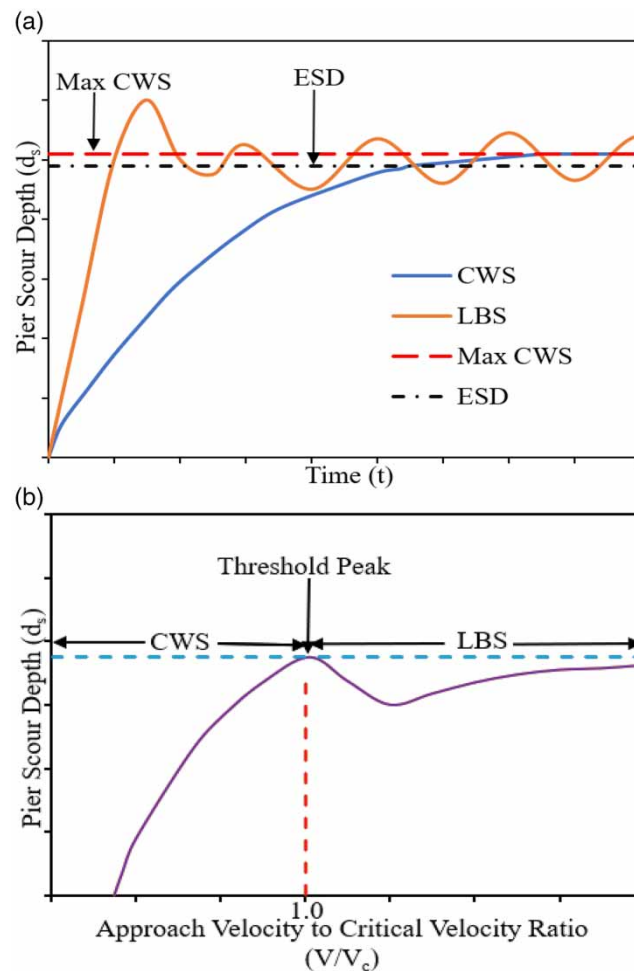 (a)
Max CWS
ESD
Pier Scour Depth (dₛ)
CWS
LBS
Max CWS
ESD
Time (t)
(b)
Threshold Peak
CWS
LBS
Pier Scour Depth (dₛ)
1.0
Approach Velocity to Critical Velocity Ratio
(V/V꜀)